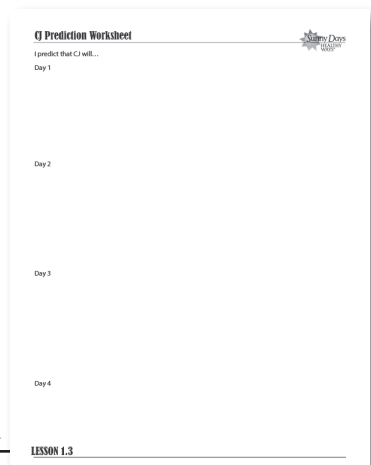 CJ Prediction Worksheet
Sunny Days
HEALTHY
WAYS
I predict that CJ will...
Day 1
Day 2
Day 3
Day 4
LESSON 1.3